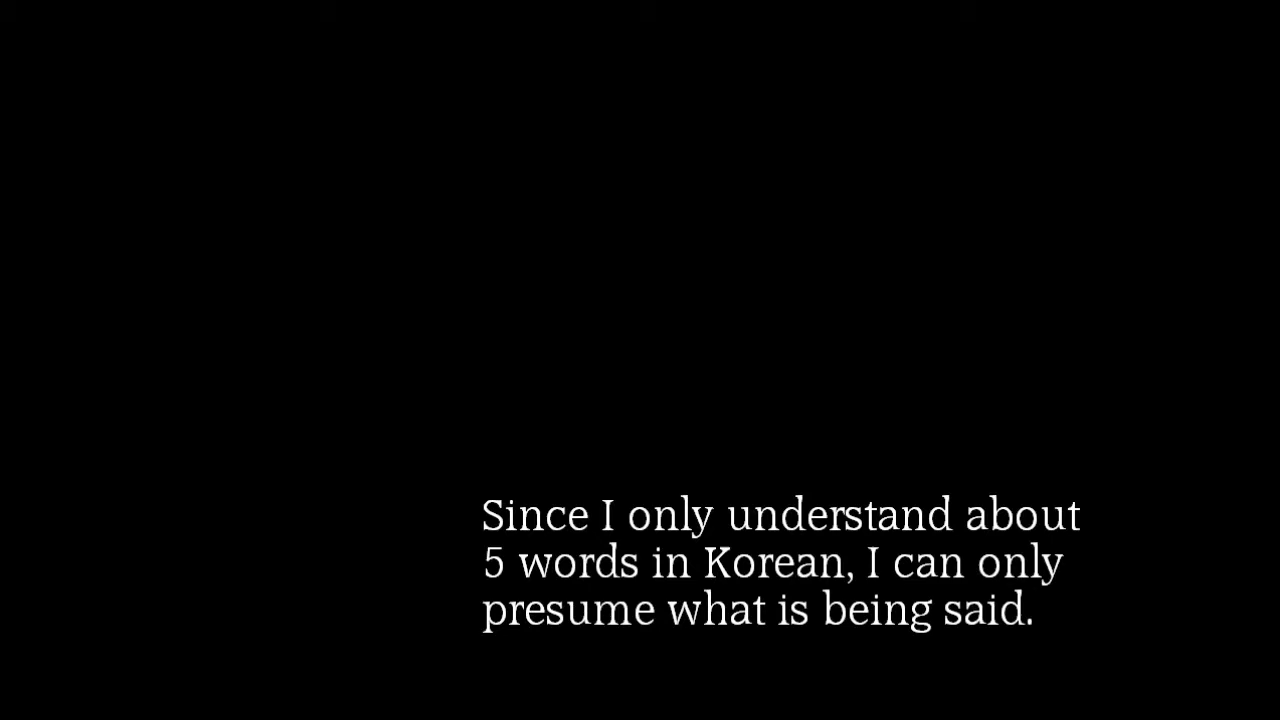 Since I only understand about
5 words in Korean, I can only
presume what is being said.